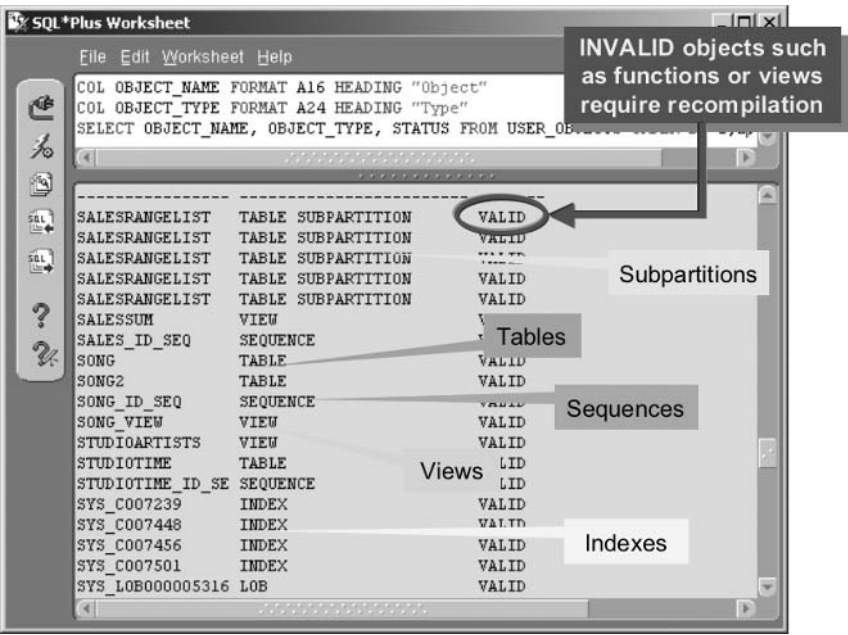 SQL*Plus Worksheet
File Edit Worksheet Help
INVALID objects such
as functions or views
require recompilation
COL OBJECT_NAME FORMAT A16 HEADING "Object"
COL OBJECT_TYPE FORMAT A24 HEADING "Type"
SELECT OBJECT_NAME, OBJECT_TYPE, STATUS FROM
--------------- ------------------------------
SALESRANGELIST TABLE SUBPARTITION VALID
SALESRANGELIST TABLE SUBPARTITION VALID
SALESRANGELIST TABLE SUBPARTITION
Subpartitions
SALESRANGELIST TABLE SUBPARTITION VALID
SALESRANGELIST TABLE SUBPARTITION VALID
SALESSUM VIEW
SALES_ID_SEQ SEQUENCE
Tables
SONG TABLE VALID
SONG2 TABLE VALID
SONG_ID_SEQ SEQUENCE
Sequences
SONG_VIEW VIEW VALID
STUDIOARTISTS VIEW VALID
STUDIOTIME TABLE
Views
STUDIOTIME_ID_SE SEQUENCE
SYS_C007239 INDEX VALID
SYS_C007448 INDEX VALID
SYS_C007456 INDEX VALID
Indexes
SYS_C007501 INDEX VALID
SYS_LOB000005316 LOB VALID